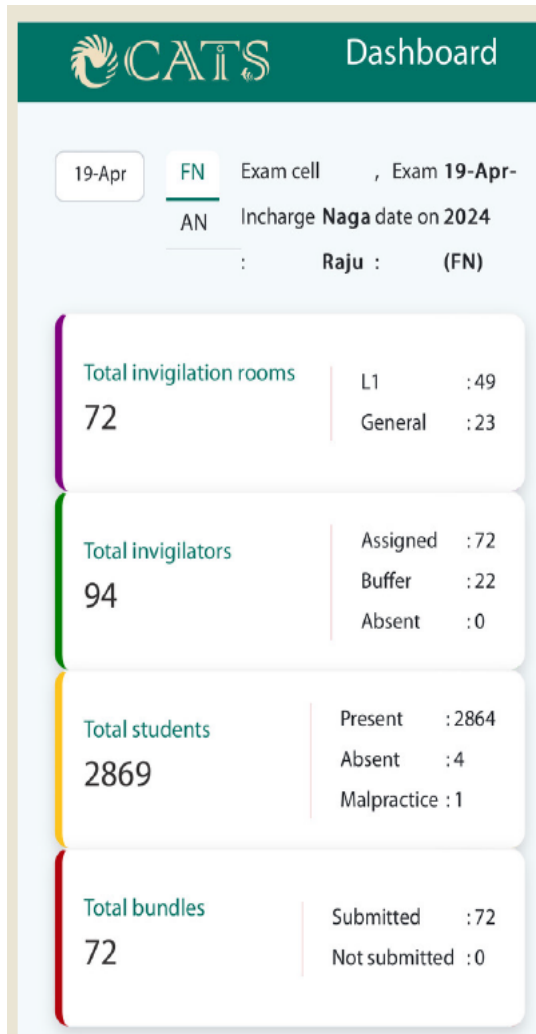 CATS
Dashboard
19-Apr
FN
AN
Exam cell , Exam 19-Apr-
Incharge Naga date on 2024
: Raju : (FN)
Total invigilation rooms
72
L1 : 49
General : 23
Total invigilators
94
Assigned : 72
Buffer : 22
Absent : 0
Total students
2869
Present : 2864
Absent : 4
Malpractice : 1
Total bundles
72
Submitted : 72
Not submitted : 0